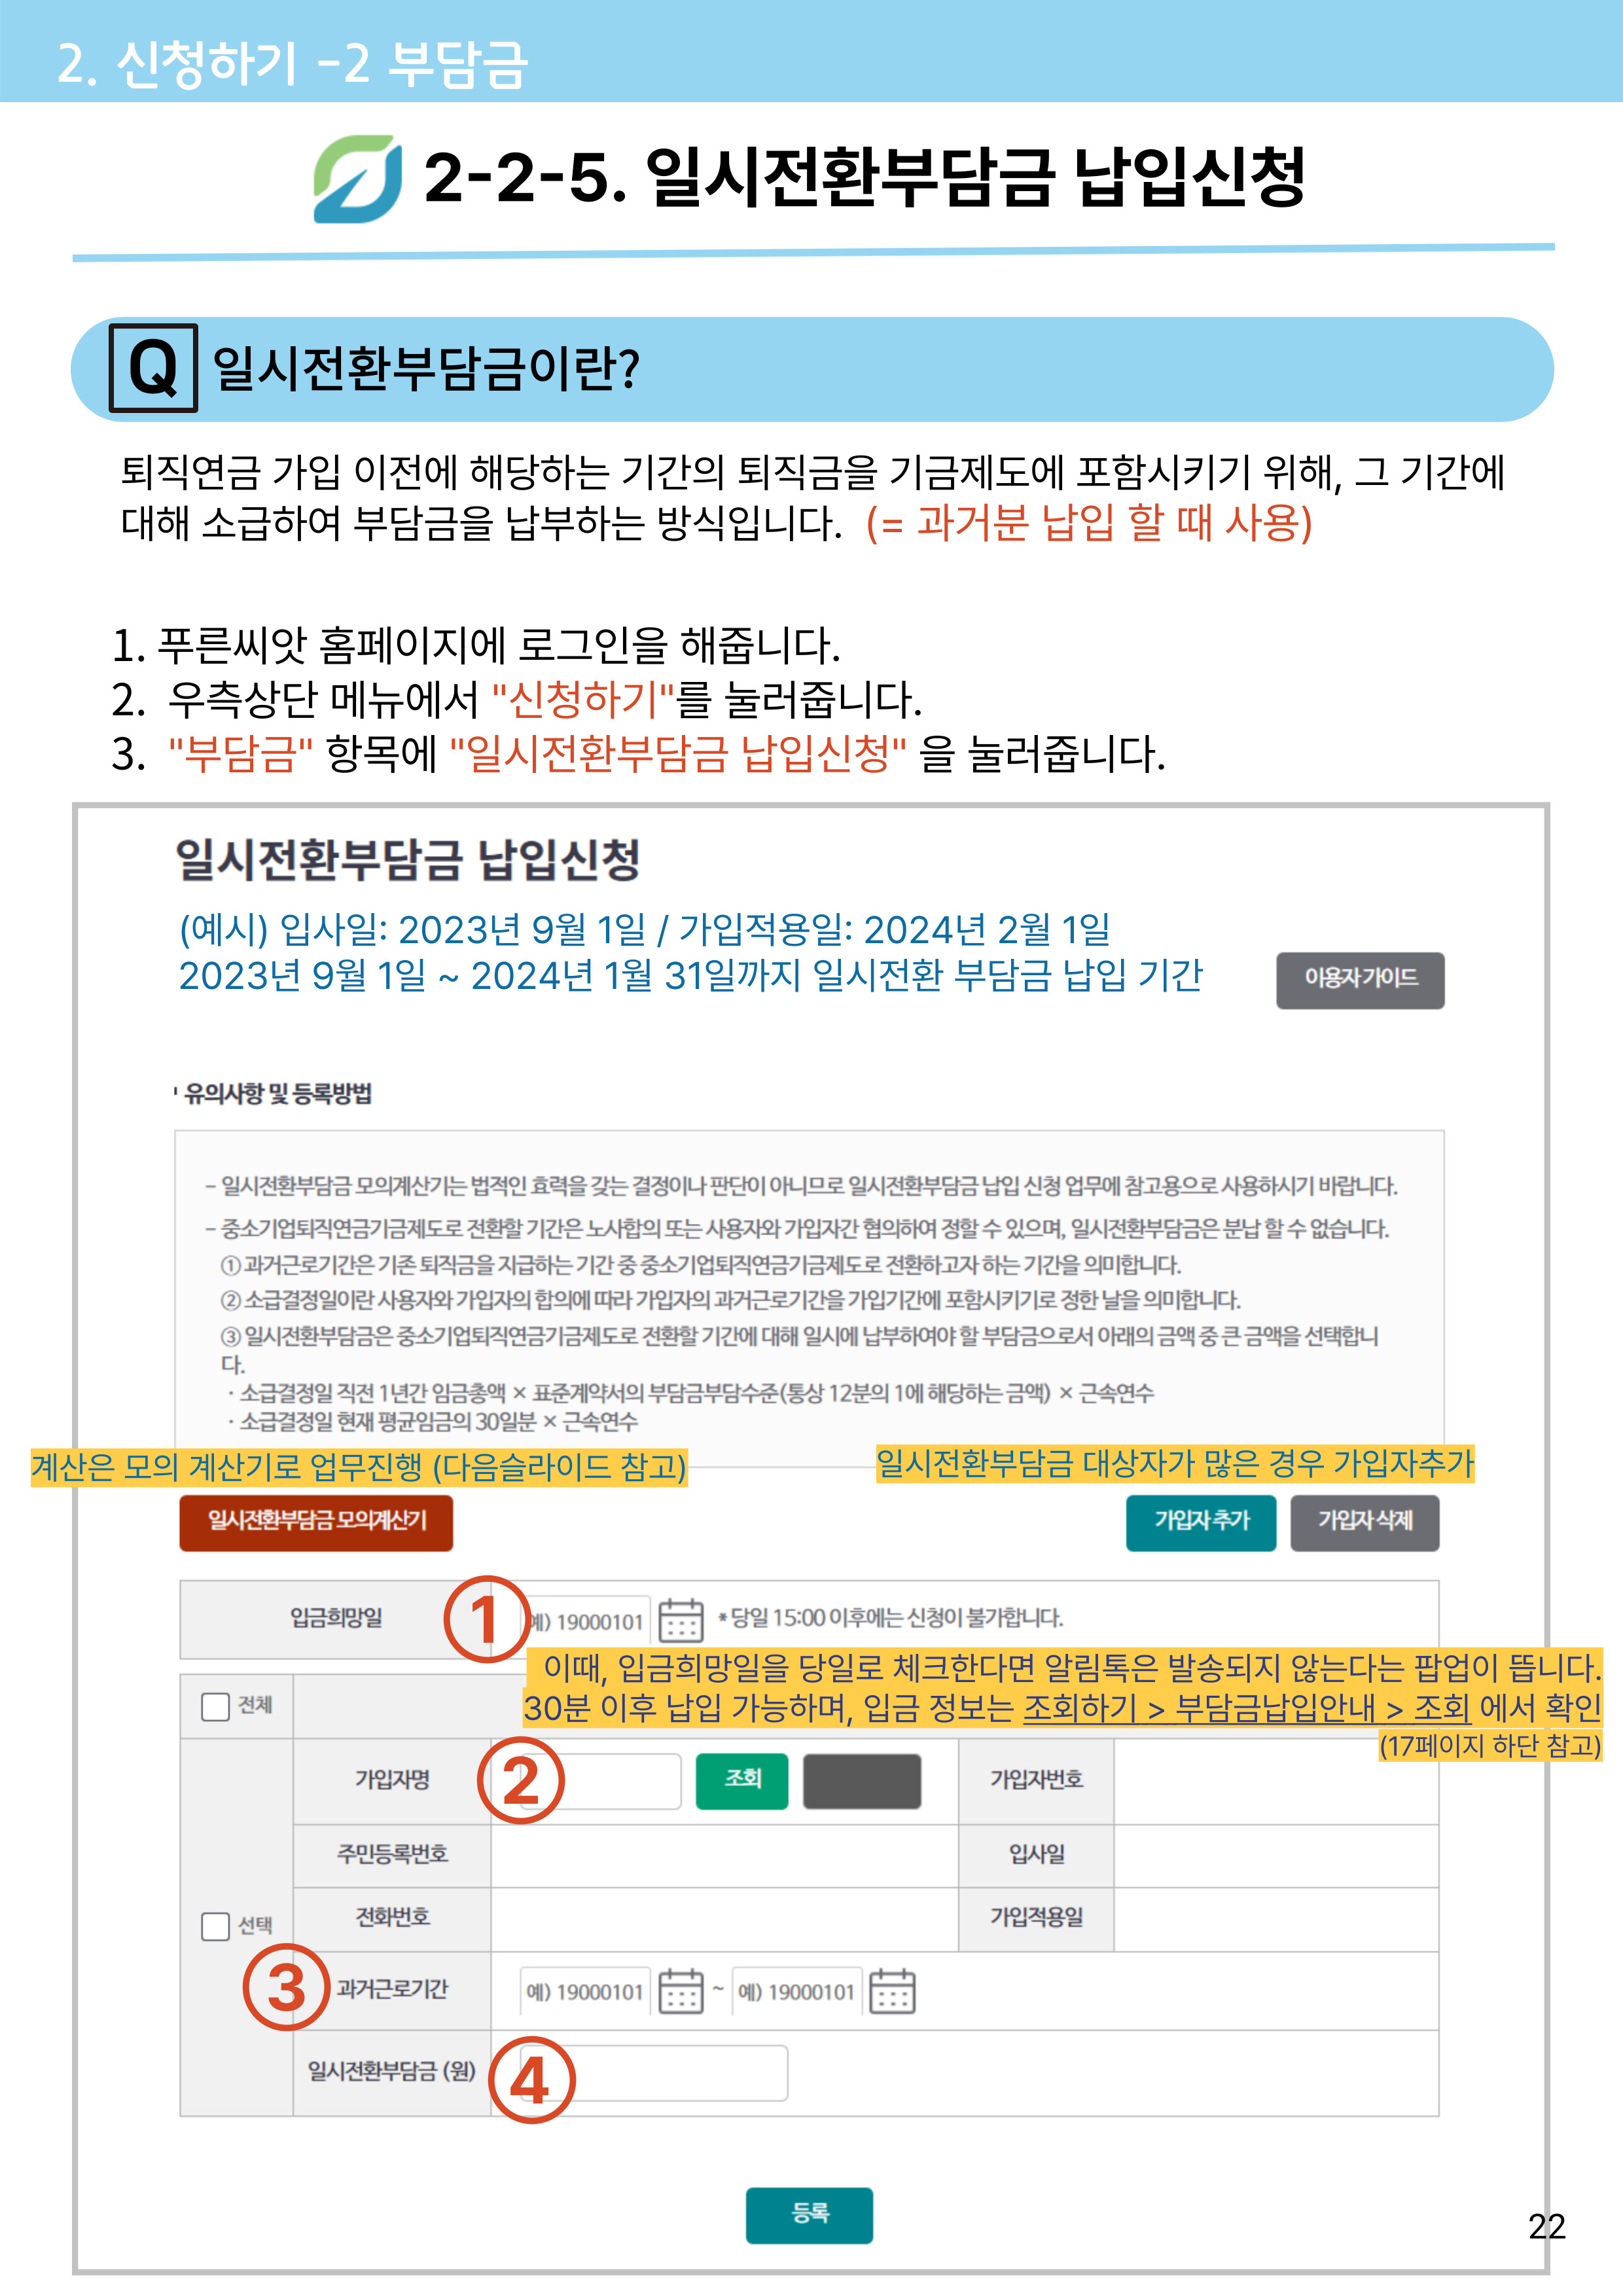 2. 신청하기 -2 부담금
2-2-5. 일시전환부담금 납입신청
Q 일시전환부담금이란?
퇴직연금 가입 이전에 해당하는 기간의 퇴직금을 기금제도에 포함시키기 위해, 그 기간에
대해 소급하여 부담금을 납부하는 방식입니다. (= 과거분 납입 할 때 사용)
1. 푸른씨앗 홈페이지에 로그인을 해줍니다.
2. 우측상단 메뉴에서 "신청하기"를 눌러줍니다.
3. "부담금" 항목에 "일시전환부담금 납입신청" 을 눌러줍니다.
일시전환부담금 납입신청
(예시) 입사일: 2023년 9월 1일 / 가입적용일: 2024년 2월 1일
2023년 9월 1일 ~ 2024년 1월 31일까지 일시전환 부담금 납입 기간
이용자 가이드
유의사항 및 등록방법
- 일시전환부담금 모의계산기는 법적인 효력을 갖는 결정이나 판단이 아니므로 일시전환부담금 납입 신청 업무에 참고용으로 사용하시기 바랍니다.
- 중소기업퇴직연금기금제도로 전환할 기간은 노사합의 또는 사용자와 가입자간 협의하여 정할 수 있으며, 일시전환부담금은 분납 할 수 없습니다.
① 과거근로기간은 기존 퇴직금을 지급하는 기간 중 중소기업퇴직연금기금제도로 전환하고자 하는 기간을 의미합니다.
② 소급결정일이란 사용자와 가입자의 합의에 따라 가입자의 과거근로기간을 가입기간에 포함시키기로 정한 날을 의미합니다.
③ 일시전환부담금은 중소기업퇴직연금기금제도로 전환할 기간에 대해 일시에 납부하여야 할 부담금으로서 아래의 금액 중 큰 금액을 선택합니
다.
· 소급결정일 직전 1년간 임금총액 × 표준계약서의 부담금부담수준(통상 12분의 1에 해당하는 금액) × 근속연수
· 소급결정일 현재 평균임금의 30일분 × 근속연수
계산은 모의 계산기로 업무진행 (다음슬라이드 참고)
일시전환부담금 대상자가 많은 경우 가입자추가
일시전환부담금 모의계산기
가입자 추가 가입자 삭제
입금희망일 1 예) 19000101 * 당일 15:00 이후에는 신청이 불가합니다.
이때, 입금희망일을 당일로 체크한다면 알림톡은 발송되지 않는다는 팝업이 뜹니다.
전체
30분 이후 납입 가능하며, 입금 정보는 조회하기 > 부담금납입안내 > 조회 에서 확인
(17페이지 하단 참고)
가입자명 2 조회 가입자번호
주민등록번호 입사일
선택 전화번호 가입적용일
3 과거근로기간 예) 19000101 ~ 예) 19000101
일시전환부담금 (원) 4
등록
22